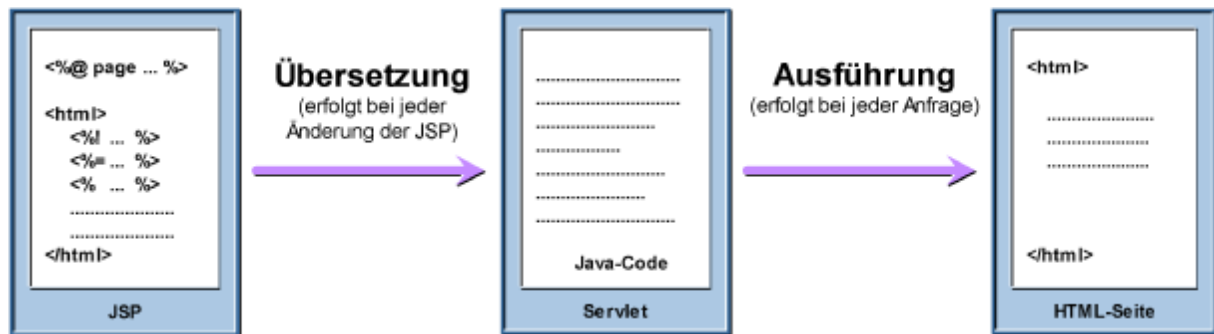 <%@ page ... %>
<html>
<%! ... %>
<%= ... %>
<% ... %>
........................
........................
</html>
JSP
Übersetzung
(erfolgt bei jeder
Änderung der JSP)
Java-Code
Servlet
Ausführung
(erfolgt bei jeder Anfrage)
<html>
........................
........................
........................
</html>
HTML-Seite